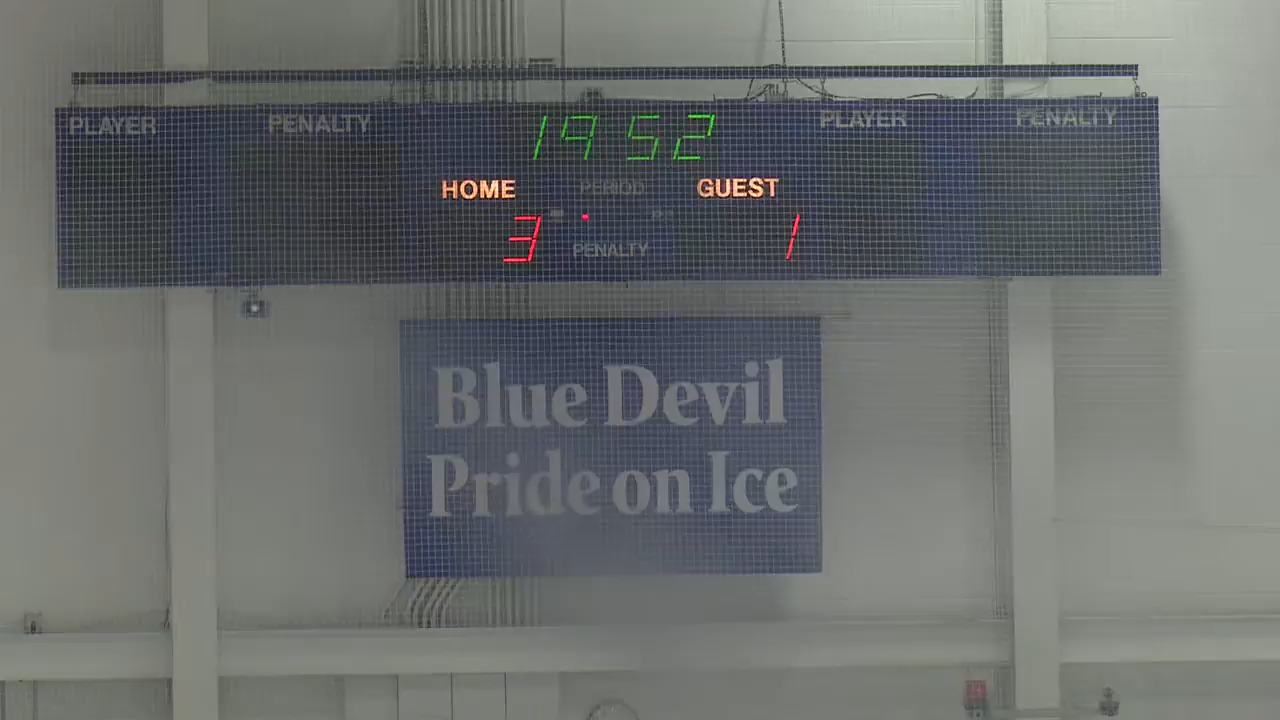 PLAYER PENALTY 19 52 PLAYER PENALTY
HOME PERIOD GUEST
3 PENALTY 1
Blue Devil
Pride on Ice